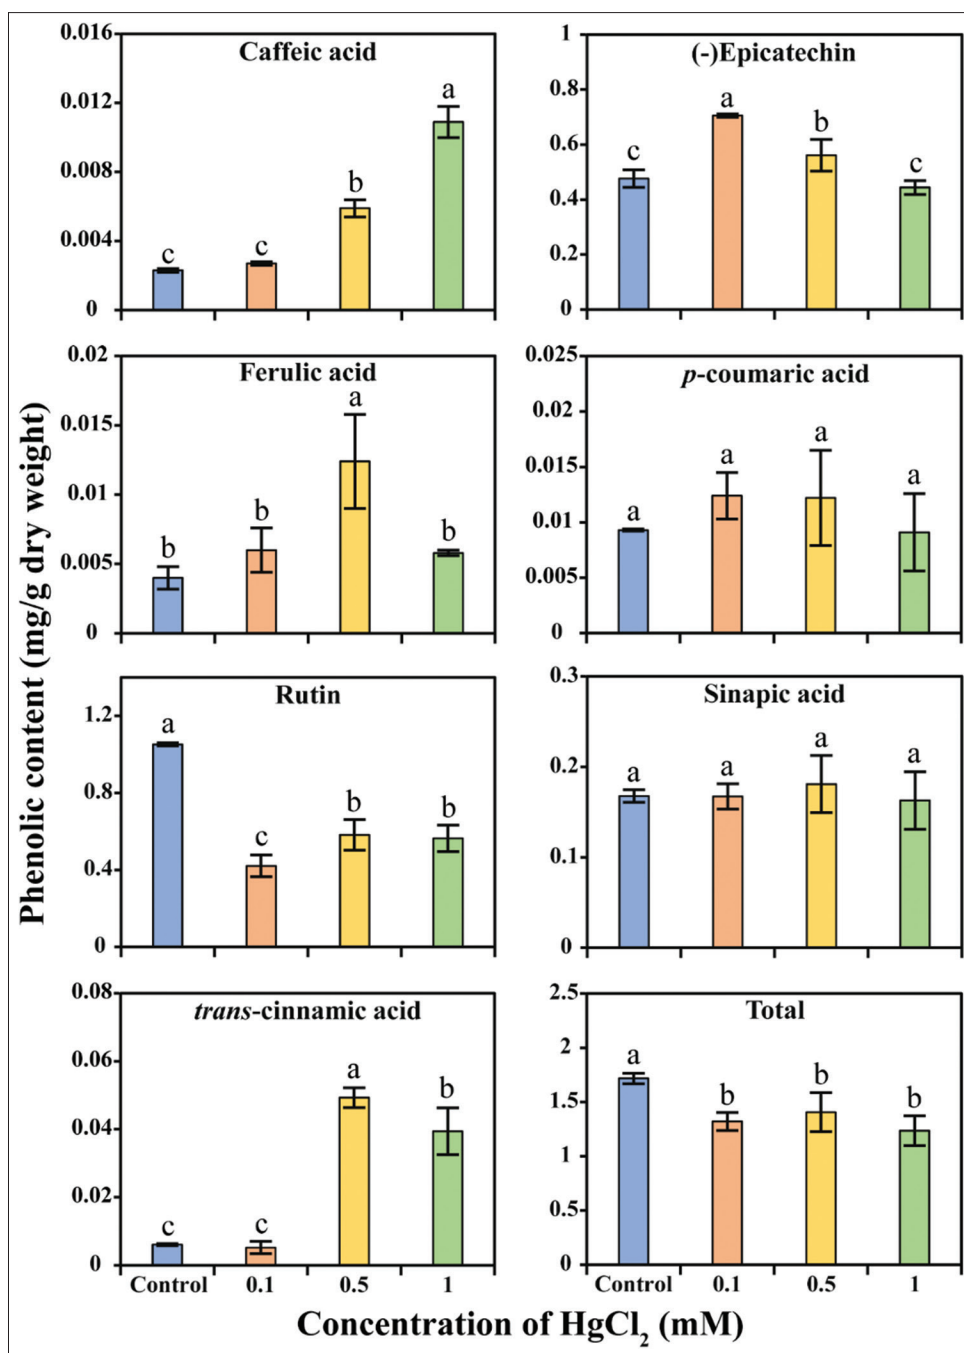 Phenolic content (mg/g dry weight)
Caffeic acid
0.016
0.012
0.008
0.004
0
c
c
b
a
(-)Epicatechin
1
0.8
0.6
0.4
0.2
0
c
a
b
c
Ferulic acid
0.02
0.015
0.01
0.005
0
b
b
a
b
p-coumaric acid
0.025
0.02
0.015
0.01
0.005
0
a
a
a
a
Rutin
1.2
0.8
0.4
0
a
c
b
b
Sinapic acid
0.3
0.2
0.1
0
a
a
a
a
trans-cinnamic acid
0.08
0.06
0.04
0.02
0
c
c
a
b
Control 0.1 0.5 1
Total
2.5
2
1.5
1
0.5
0
a
b
b
b
Control 0.1 0.5 1
Concentration of HgCl₂ (mM)